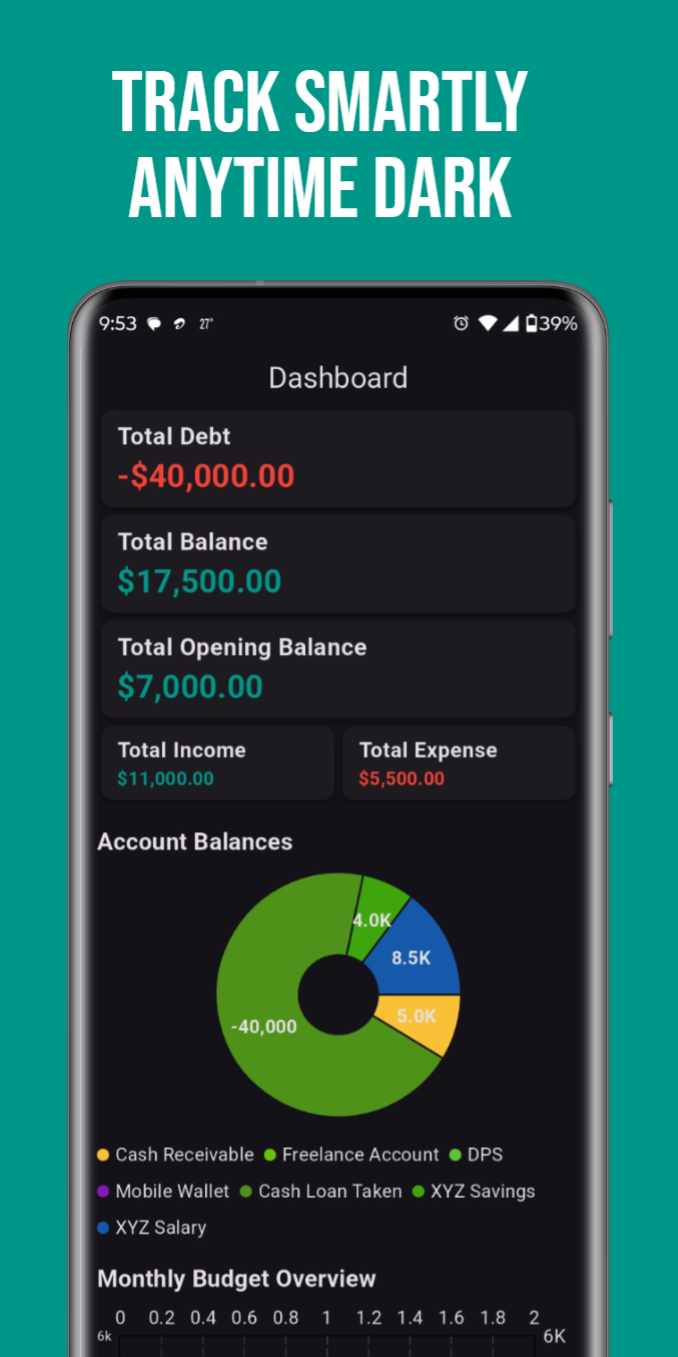 TRACK SMARTLY
ANYTIME DARK
9:53 27° 39%
Dashboard
Total Debt
-$40,000.00
Total Balance
$17,500.00
Total Opening Balance
$7,000.00
Total Income Total Expense
$11,000.00 $5,500.00
Account Balances
4.0K
8.5K
5.0K
-40,000
Cash Receivable Freelance Account DPS
Mobile Wallet Cash Loan Taken XYZ Savings
XYZ Salary
Monthly Budget Overview
0 0.2 0.4 0.6 0.8 1 1.2 1.4 1.6 1.8 2
6k 6K